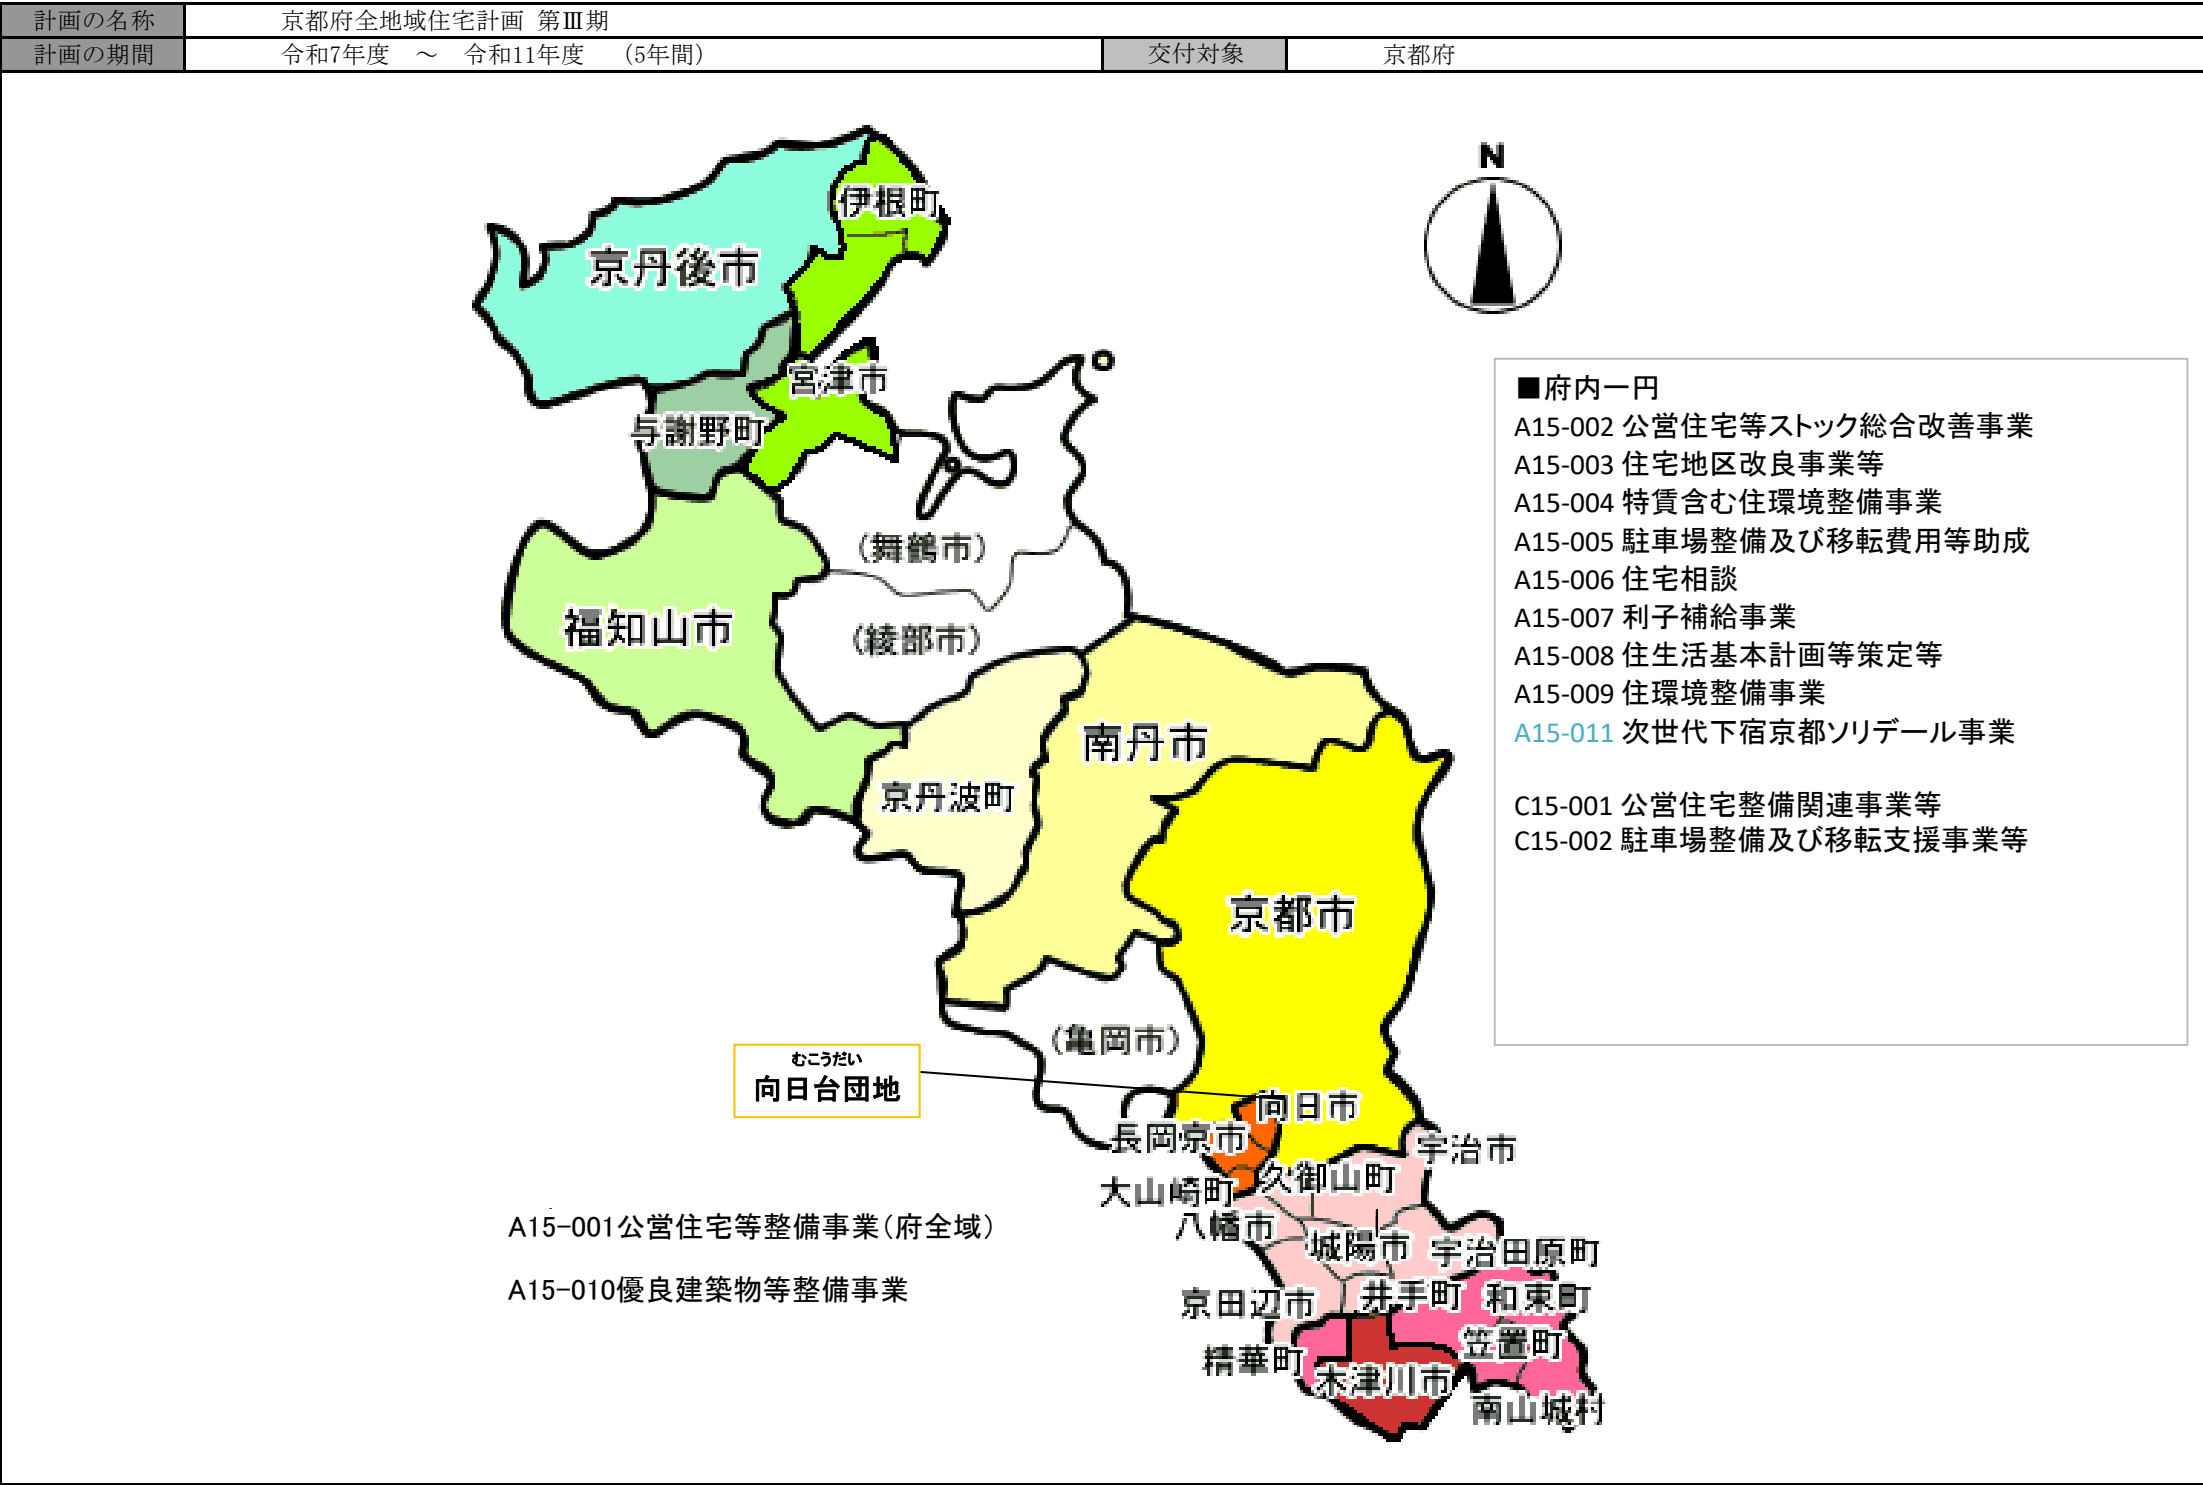 計画の名称 京都府全地域住宅計画 第Ⅲ期
計画の期間 令和7年度 ～ 令和11年度 (5年間) 交付対象 京都府
N
伊根町
京丹後市
宮津市
与謝野町
(舞鶴市)
福知山市
(綾部市)
南丹市
京丹波町
京都市
(亀岡市)
むこうだい
向日台団地
向日市
長岡京市
宇治市
久御山町
大山崎町
八幡市
城陽市
宇治田原町
京田辺市
井手町
和束町
笠置町
精華町
木津川市
南山城村
■府内一円
A15-002 公営住宅等ストック総合改善事業
A15-003 住宅地区改良事業等
A15-004 特賃含む住環境整備事業
A15-005 駐車場整備及び移転費用等助成
A15-006 住宅相談
A15-007 利子補給事業
A15-008 住生活基本計画等策定等
A15-009 住環境整備事業
A15-011 次世代下宿京都ソリデール事業
C15-001 公営住宅整備関連事業等
C15-002 駐車場整備及び移転支援事業等
A15-001公営住宅等整備事業(府全域)
A15-010優良建築物等整備事業